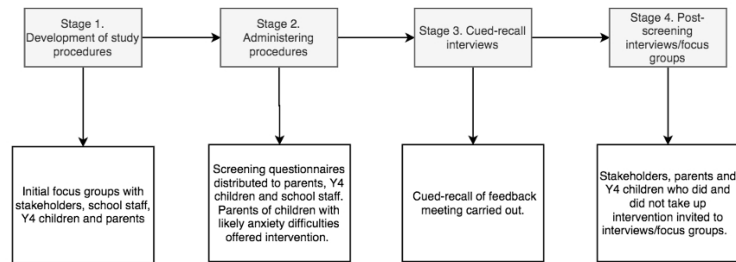 Stage 1.
Development of study
procedures
Stage 2.
Administering
procedures
Stage 3. Cued-recall
interviews
Stage 4. Post-
screening
interviews/focus
groups
Initial focus groups with
stakeholders, school staff,
Y4 children and parents
Screening questionnaires
distributed to parents, Y4
children and school staff.
Parents of children with
likely anxiety difficulties
offered intervention.
Cued-recall of feedback
meeting carried out.
Stakeholders, parents and
Y4 children who did and
did not take up
intervention invited to
interviews/focus groups.